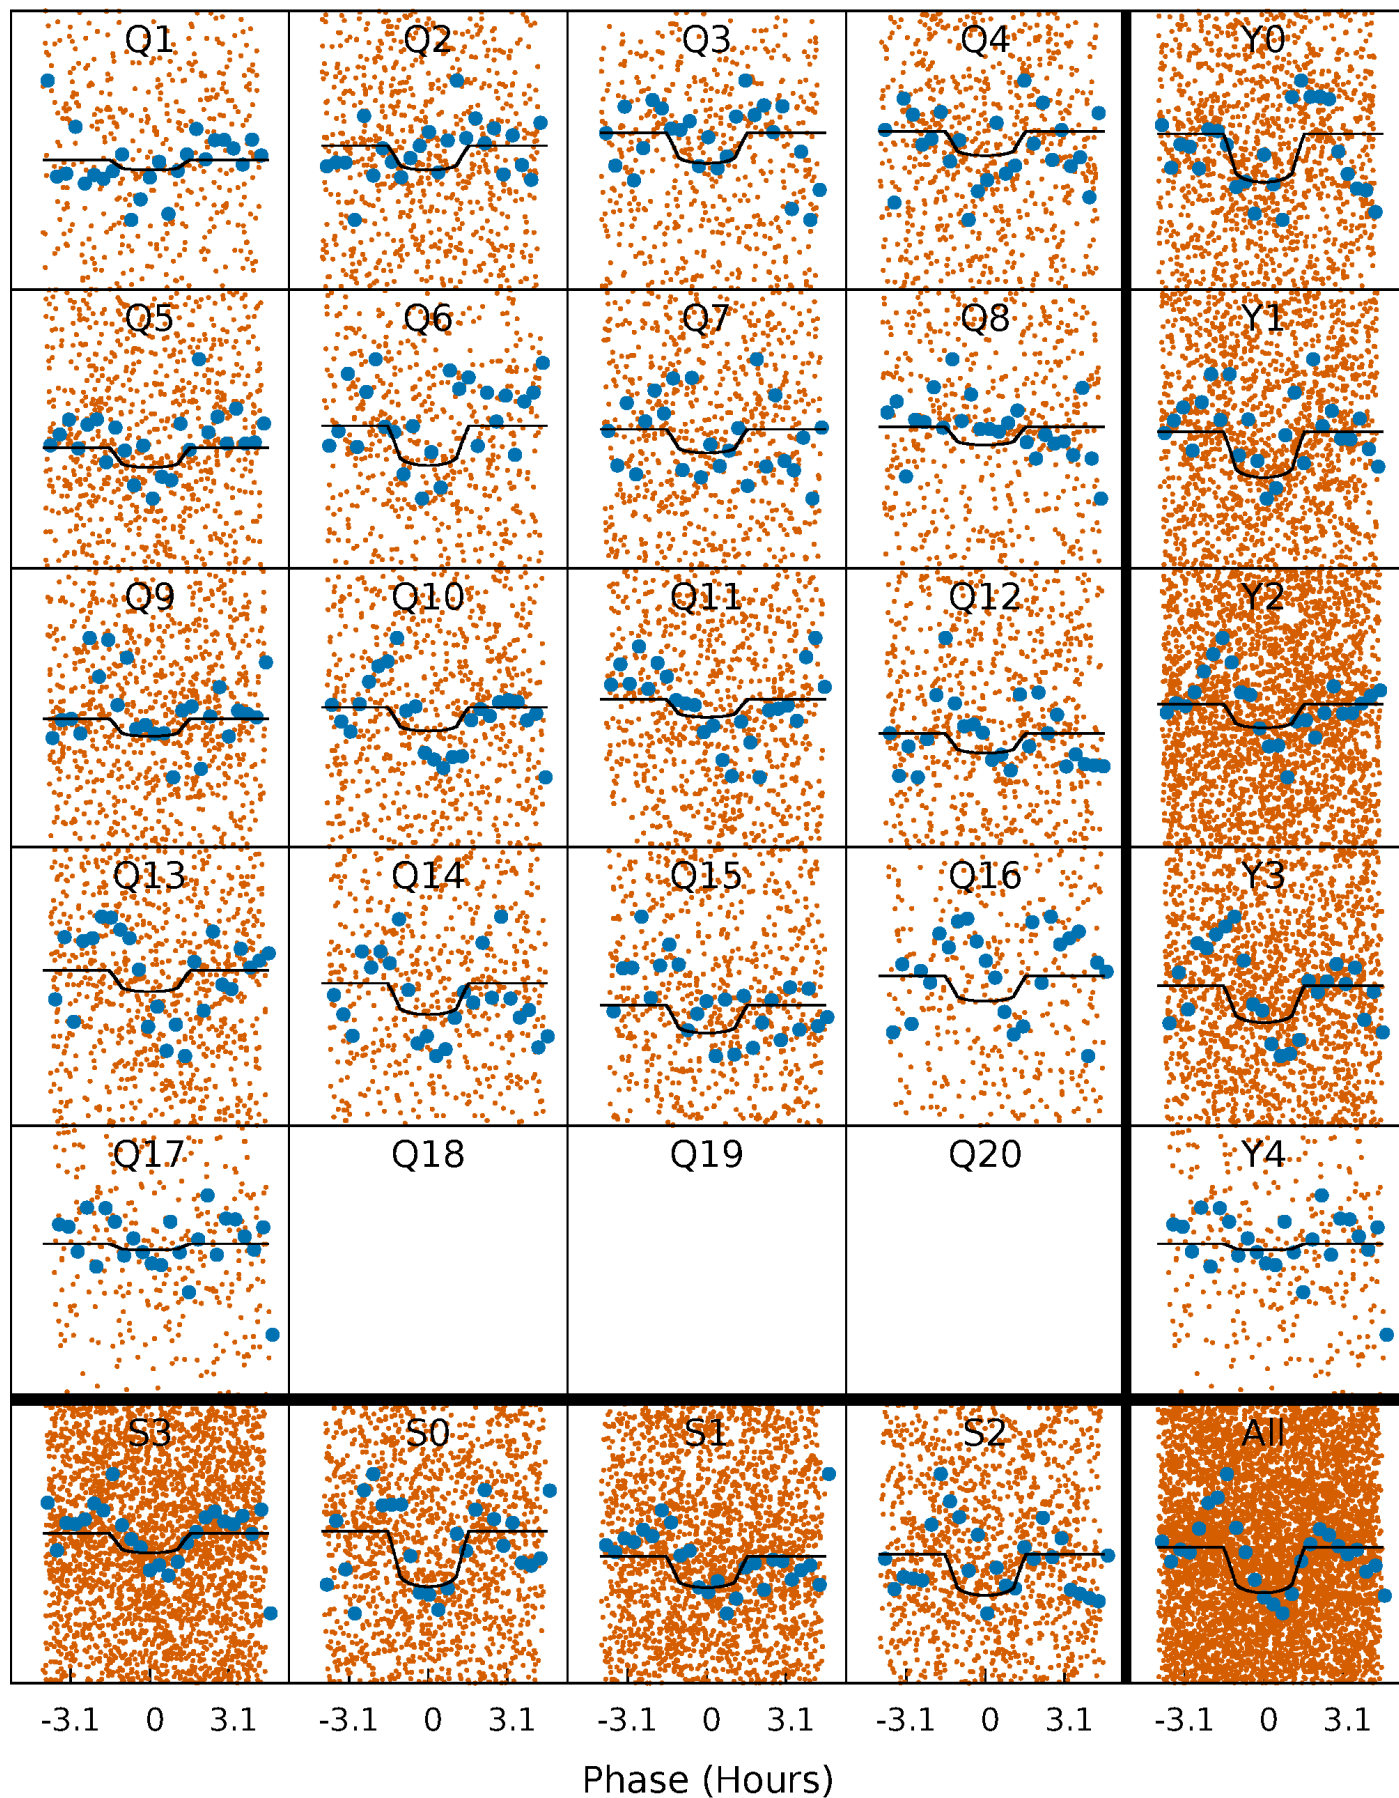 Q1 Q2 Q3 Q4 Y0
Q5 Q6 Q7 Q8 Y1
Q9 Q10 Q11 Q12 Y2
Q13 Q14 Q15 Q16 Y3
Q17 Q18 Q19 Q20 Y4
S3 S0 S1 S2 All
-3.1 0 3.1 -3.1 0 3.1 -3.1 0 3.1 -3.1 0 3.1 -3.1 0 3.1
Phase (Hours)